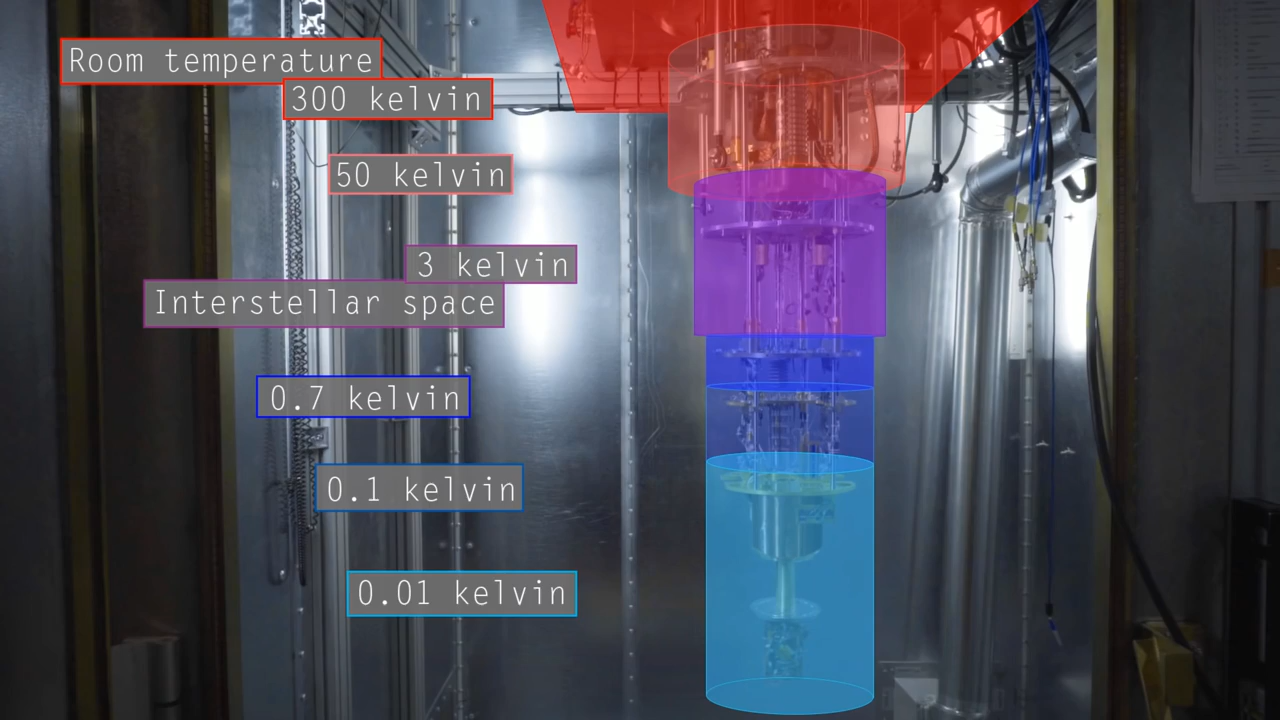 Room temperature
300 kelvin
50 kelvin
3 kelvin
Interstellar space
0.7 kelvin
0.1 kelvin
0.01 kelvin